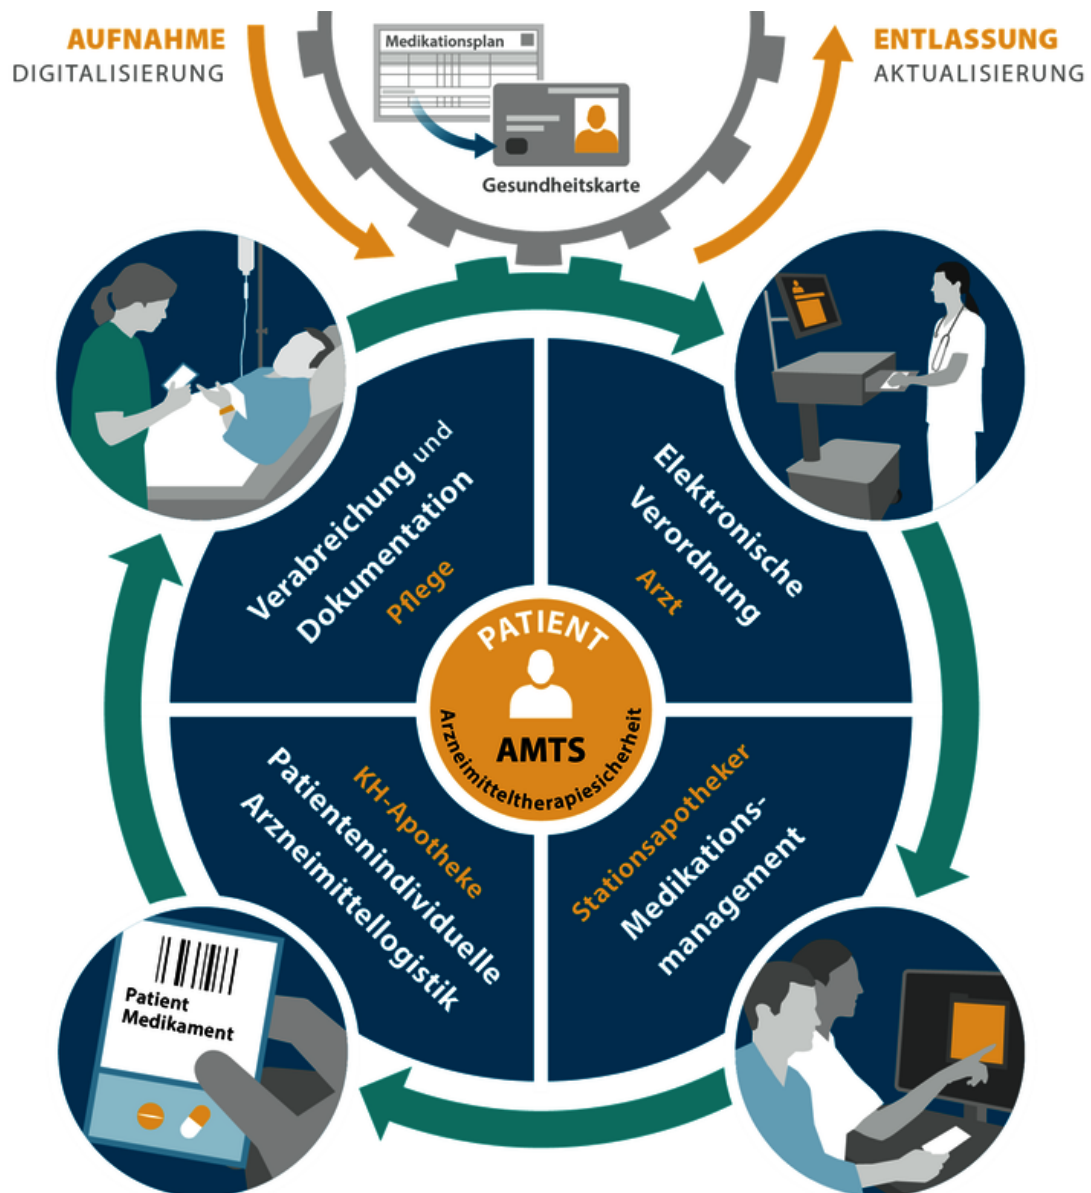 AUFNAHME
DIGITALISIERUNG
Medikationsplan
Gesundheitskarte
ENTLASSUNG
AKTUALISIERUNG
Verabreichung und
Dokumentation
Pflege
Elektronische
Verordnung
Arzt
PATIENT
AMTS
Arzneimitteltherapiesicherheit
KH-Apotheke
Patientenindividuelle
Arzneimittellogistik
Stationsapotheker
Medikations-
management
Patient
Medikament